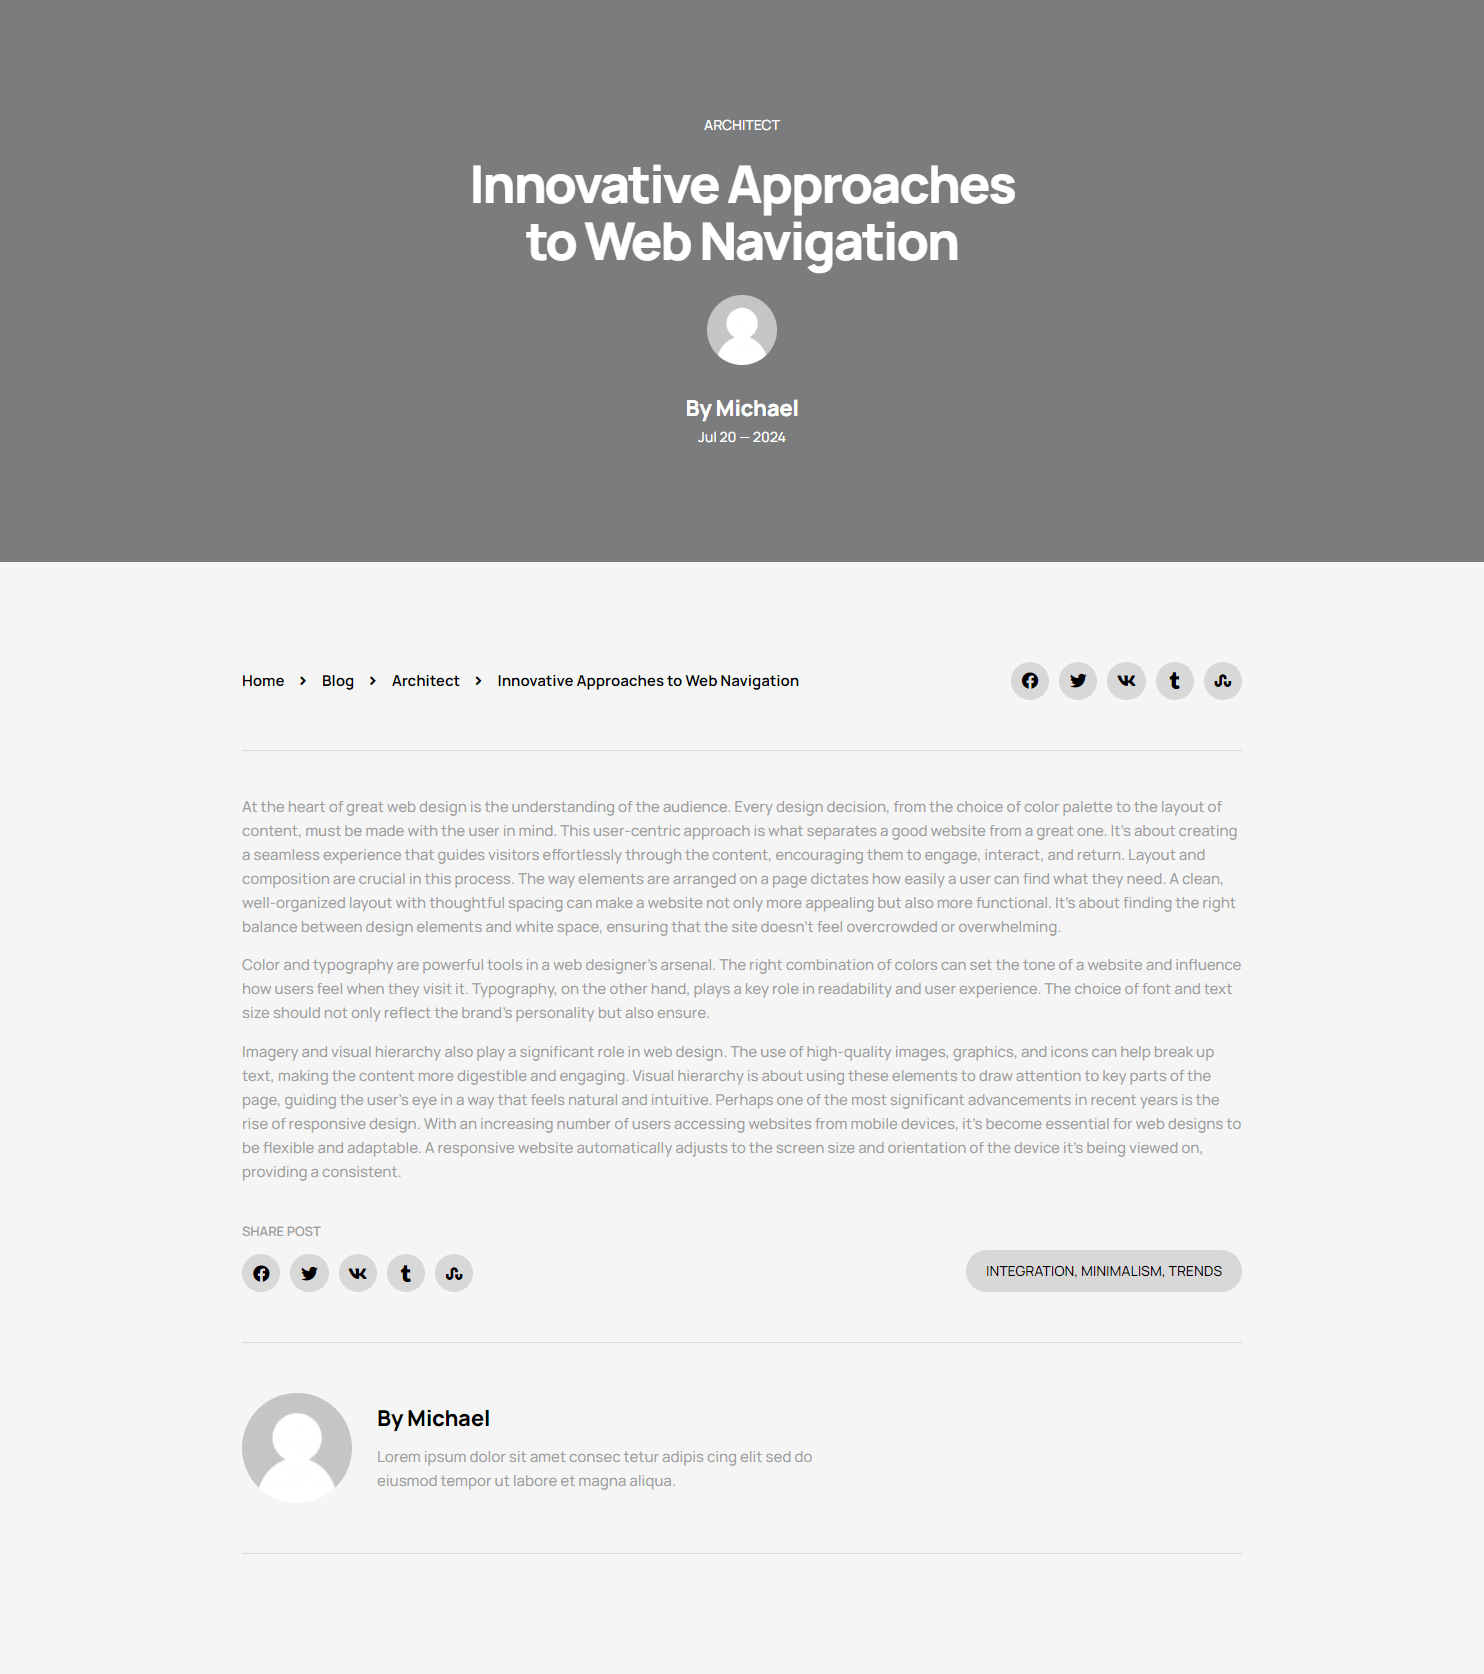 ARCHITECT
Innovative Approaches
to Web Navigation
By Michael
Jul 20 — 2024
Home > Blog > Architect > Innovative Approaches to Web Navigation
At the heart of great web design is the understanding of the audience. Every design decision, from the choice of color palette to the layout of
content, must be made with the user in mind. This user-centric approach is what separates a good website from a great one. It’s about creating
a seamless experience that guides visitors effortlessly through the content, encouraging them to engage, interact, and return. Layout and
composition are crucial in this process. The way elements are arranged on a page dictates how easily a user can find what they need. A clean,
well-organized layout with thoughtful spacing can make a website not only more appealing but also more functional. It’s about finding the right
balance between design elements and white space, ensuring that the site doesn’t feel overcrowded or overwhelming.
Color and typography are powerful tools in a web designer’s arsenal. The right combination of colors can set the tone of a website and influence
how users feel when they visit it. Typography, on the other hand, plays a key role in readability and user experience. The choice of font and text
size should not only reflect the brand’s personality but also ensure.
Imagery and visual hierarchy also play a significant role in web design. The use of high-quality images, graphics, and icons can help break up
text, making the content more digestible and engaging. Visual hierarchy is about using these elements to draw attention to key parts of the
page, guiding the user’s eye in a way that feels natural and intuitive. Perhaps one of the most significant advancements in recent years is the
rise of responsive design. With an increasing number of users accessing websites from mobile devices, it’s become essential for web designs to
be flexible and adaptable. A responsive website automatically adjusts to the screen size and orientation of the device it’s being viewed on,
providing a consistent.
SHARE POST
INTEGRATION, MINIMALISM, TRENDS
By Michael
Lorem ipsum dolor sit amet consec tetur adipis cing elit sed do
eiusmod tempor ut labore et magna aliqua.